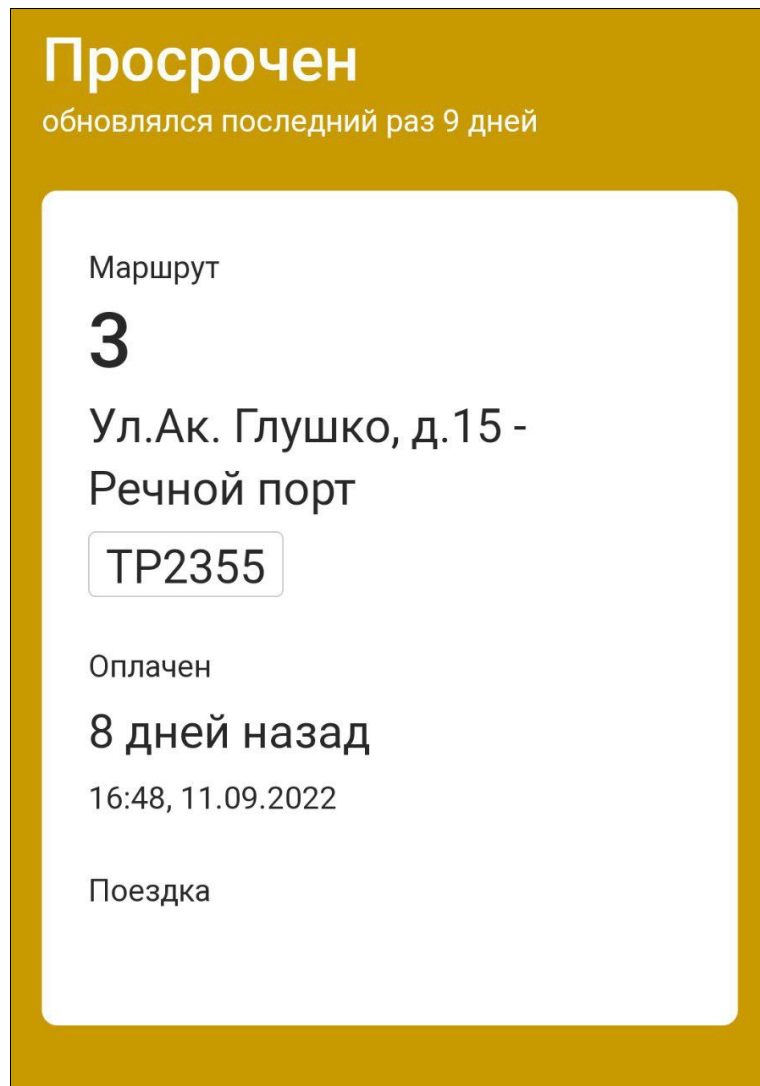 Просрочен
обновлялся последний раз 9 дней
Маршрут
3
Ул.Ак. Глушко, д.15 -
Речной порт
ТР2355
Оплачен
8 дней назад
16:48, 11.09.2022
Поездка